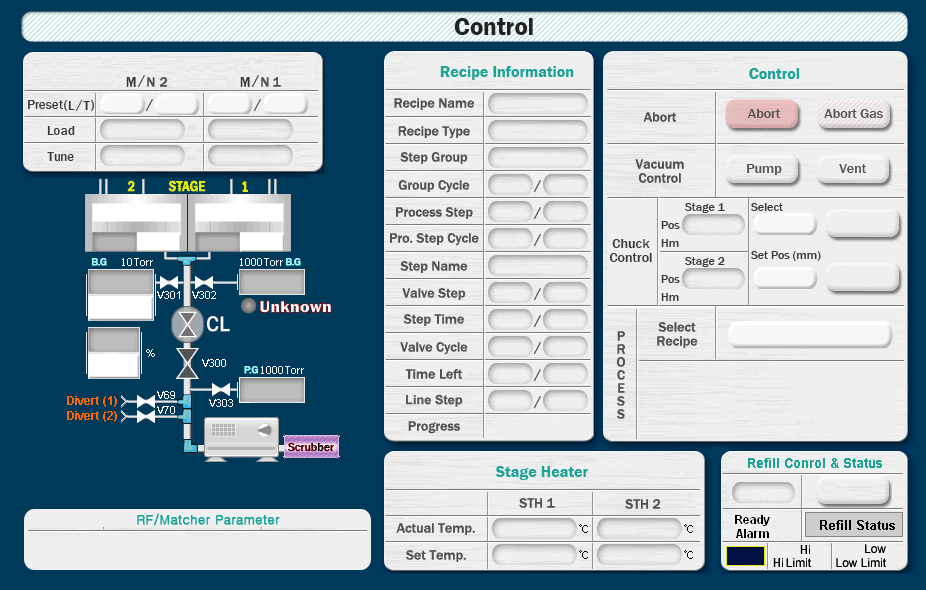 Control
M/N 2 M/N 1
Preset(L/T) / /
Load
Tune
2 STAGE 1
B.G 10Torr 1000Torr B.G
V301 V302
Unknown
CL
%
V300
P.G 1000Torr
V303
Divert (1) V69
Divert (2) V70
Scrubber
RF/Matcher Parameter
Recipe Information
Recipe Name
Recipe Type
Step Group
Group Cycle /
Process Step /
Pro. Step Cycle /
Step Name
Valve Step /
Step Time /
Valve Cycle /
Time Left /
Line Step /
Progress
Control
Abort Abort Abort Gas
Vacuum
Control
Pump Vent
Chuck
Control
Stage 1
Pos
Hm
Stage 2
Pos
Hm
Select
Set Pos (mm)
PROCESS
Select
Recipe
Stage Heater
STH 1 STH 2
Actual Temp. °C °C
Set Temp. °C °C
Refill Conrol & Status
Ready
Alarm
Refill Status
Hi
Hi Limit
Low
Low Limit